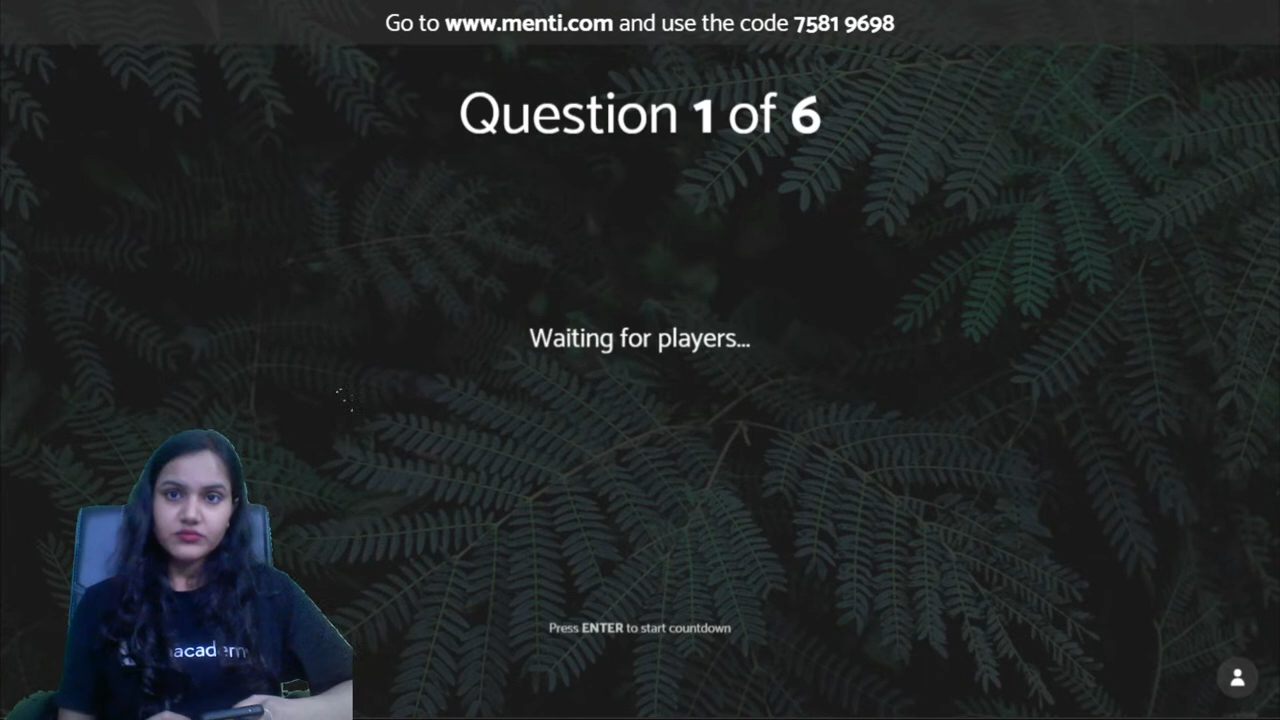 Go to www.menti.com and use the code 7581 9698
Question 1 of 6
Waiting for players...
Press ENTER to start countdown